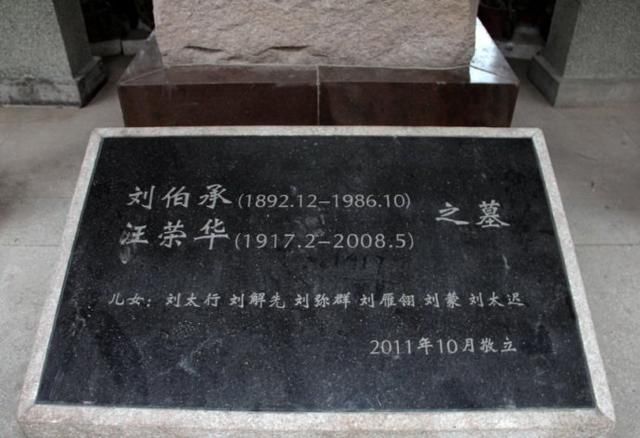 刘伯承(1892.12–1986.10) 之墓
汪荣华(1917.2–2008.5)
儿女：刘太行 刘解先 刘弥群 刘雁翎 刘蒙 刘太迟
2011年10月敬立